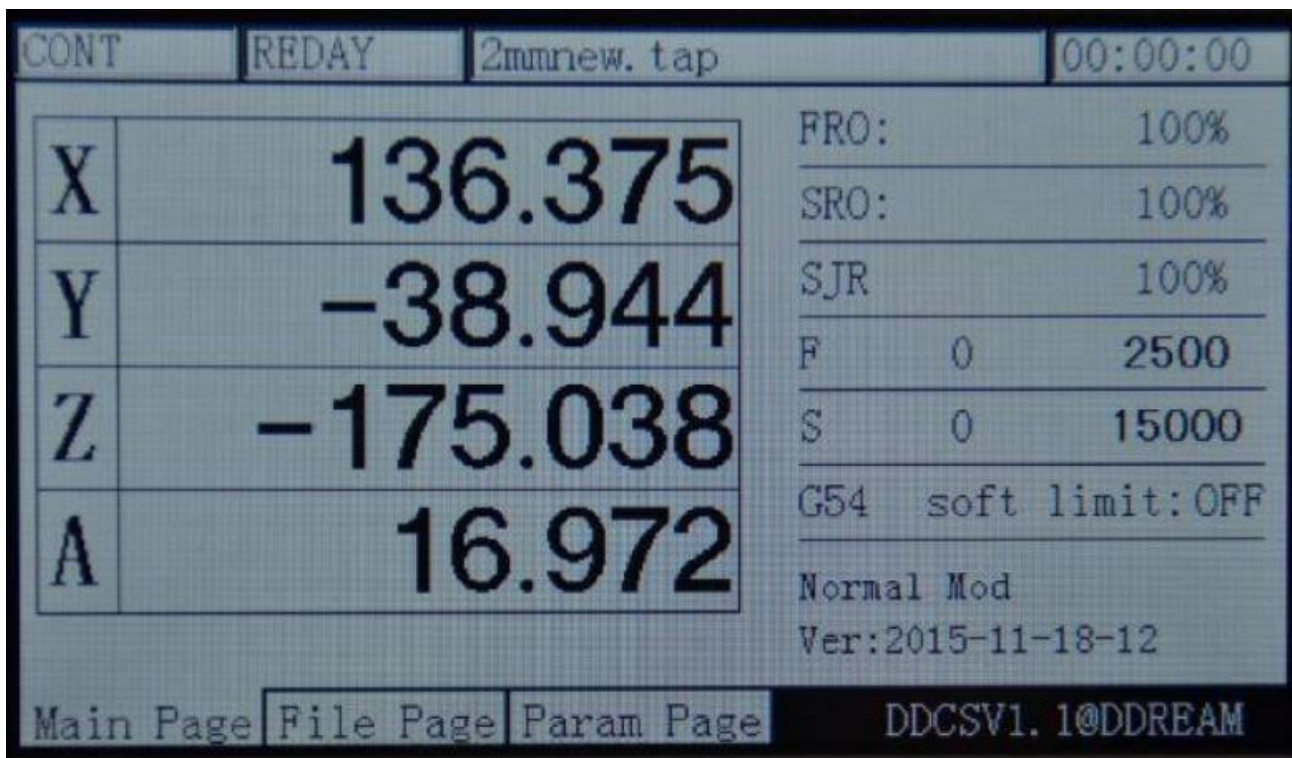 CONT REDAY 2mmnew.tap 00:00:00
X 136.375
Y -38.944
Z -175.038
A 16.972
FRO: 100%
SRO: 100%
SJR 100%
F 0 2500
S 0 15000
G54 soft limit:OFF
Normal Mod
Ver:2015-11-18-12
Main Page File Page Param Page DDCSV1.1@DDREAM